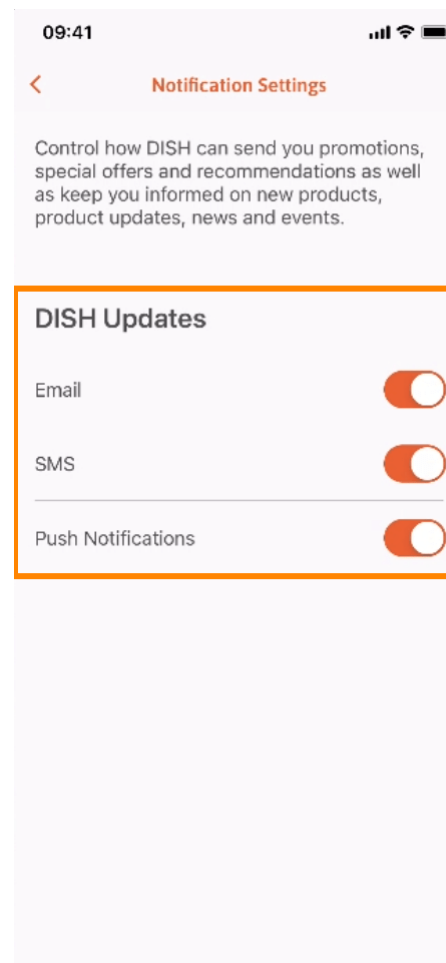 09:41
Notification Settings
Control how DISH can send you promotions,
special offers and recommendations as well
as keep you informed on new products,
product updates, news and events.
DISH Updates
Email
SMS
Push Notifications